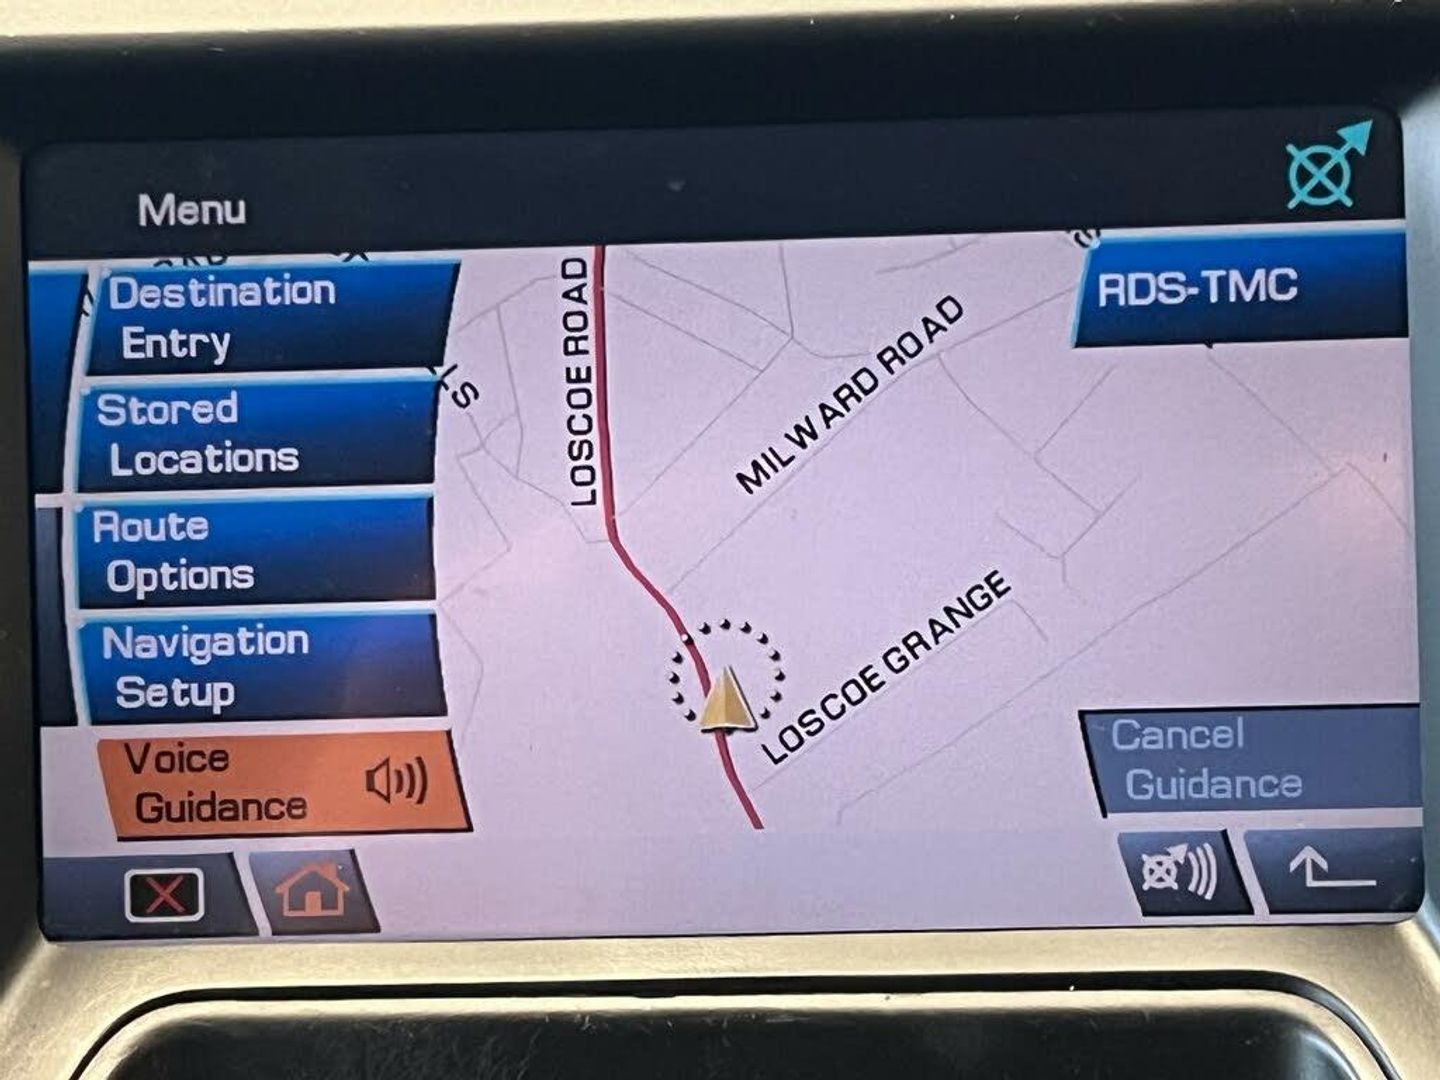 Menu
Destination
Entry
Stored
Locations
Route
Options
Navigation
Setup
Voice
Guidance
LOSCOE ROAD
MILWARD ROAD
LOSCOE GRANGE
RDS-TMC
Cancel
Guidance